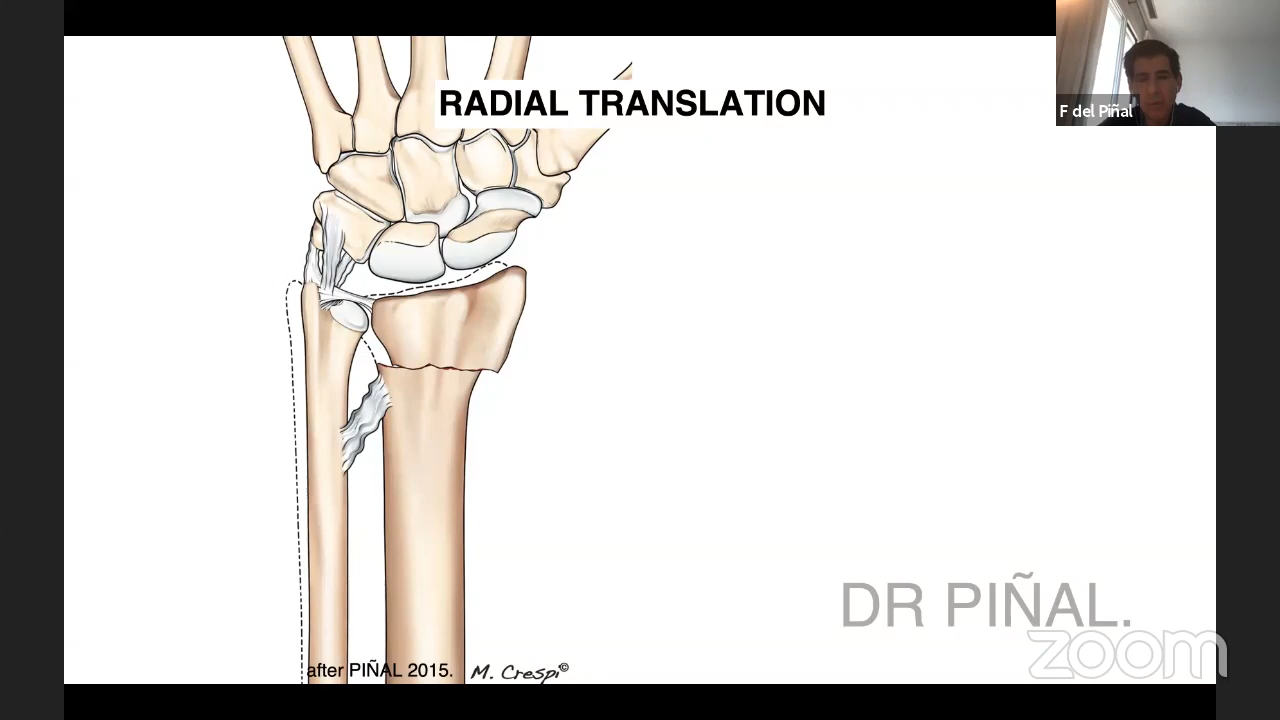 RADIAL TRANSLATION
F del Piñal
DR PIÑAL.
zoom
after PIÑAL 2015. M. Crespi©